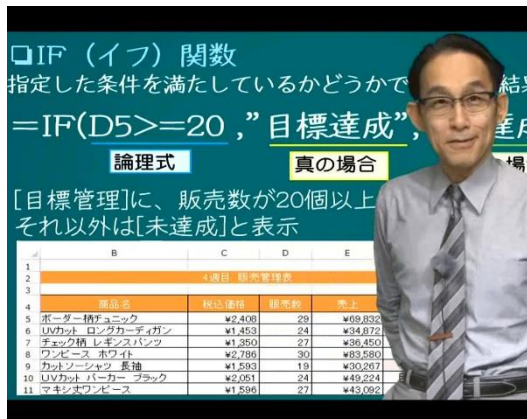 ❏IF（イフ）関数
指定した条件を満たしているかどうかで 結果
=IF(D5>=20 ,”目標達成”, 達成
論理式 真の場合 場
[目標管理]に、販売数が20個以上
それ以外は[未達成]と表示
B C D E
1
2 4週目 販売管理表
3
4 商品名 税込価格 販売数 売上
5 ボーダー柄チュニック ¥2,408 29 ¥69,832
6 UVカット ロングカーディガン ¥1,453 24 ¥34,872
7 チェック柄 レギンスパンツ ¥1,350 27 ¥36,450
8 ワンピース ホワイト ¥2,786 30 ¥83,580
9 カットソーシャツ 長袖 ¥1,593 19 ¥30,267
10 UVカット パーカー ブラック ¥2,051 24 ¥49,224
11 マキシ丈ワンピース ¥1,596 27 ¥43,092